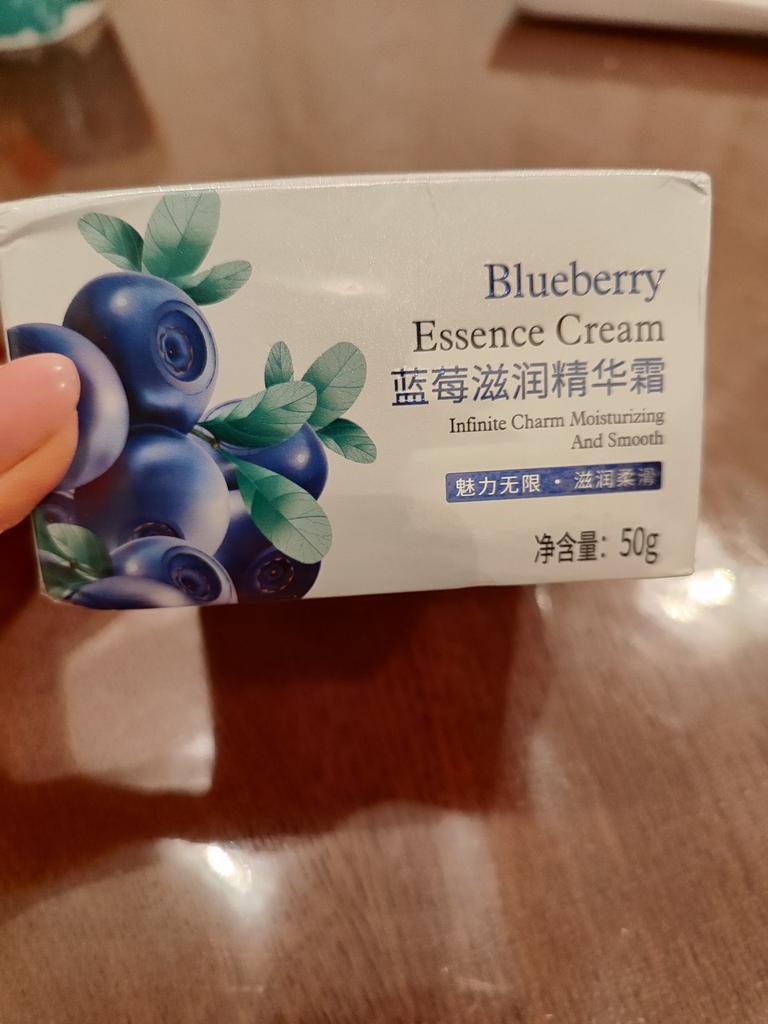 Blueberry
Essence Cream
蓝莓滋润精华霜
Infinite Charm Moisturizing
And Smooth
魅力无限·滋润柔滑
净含量：50g